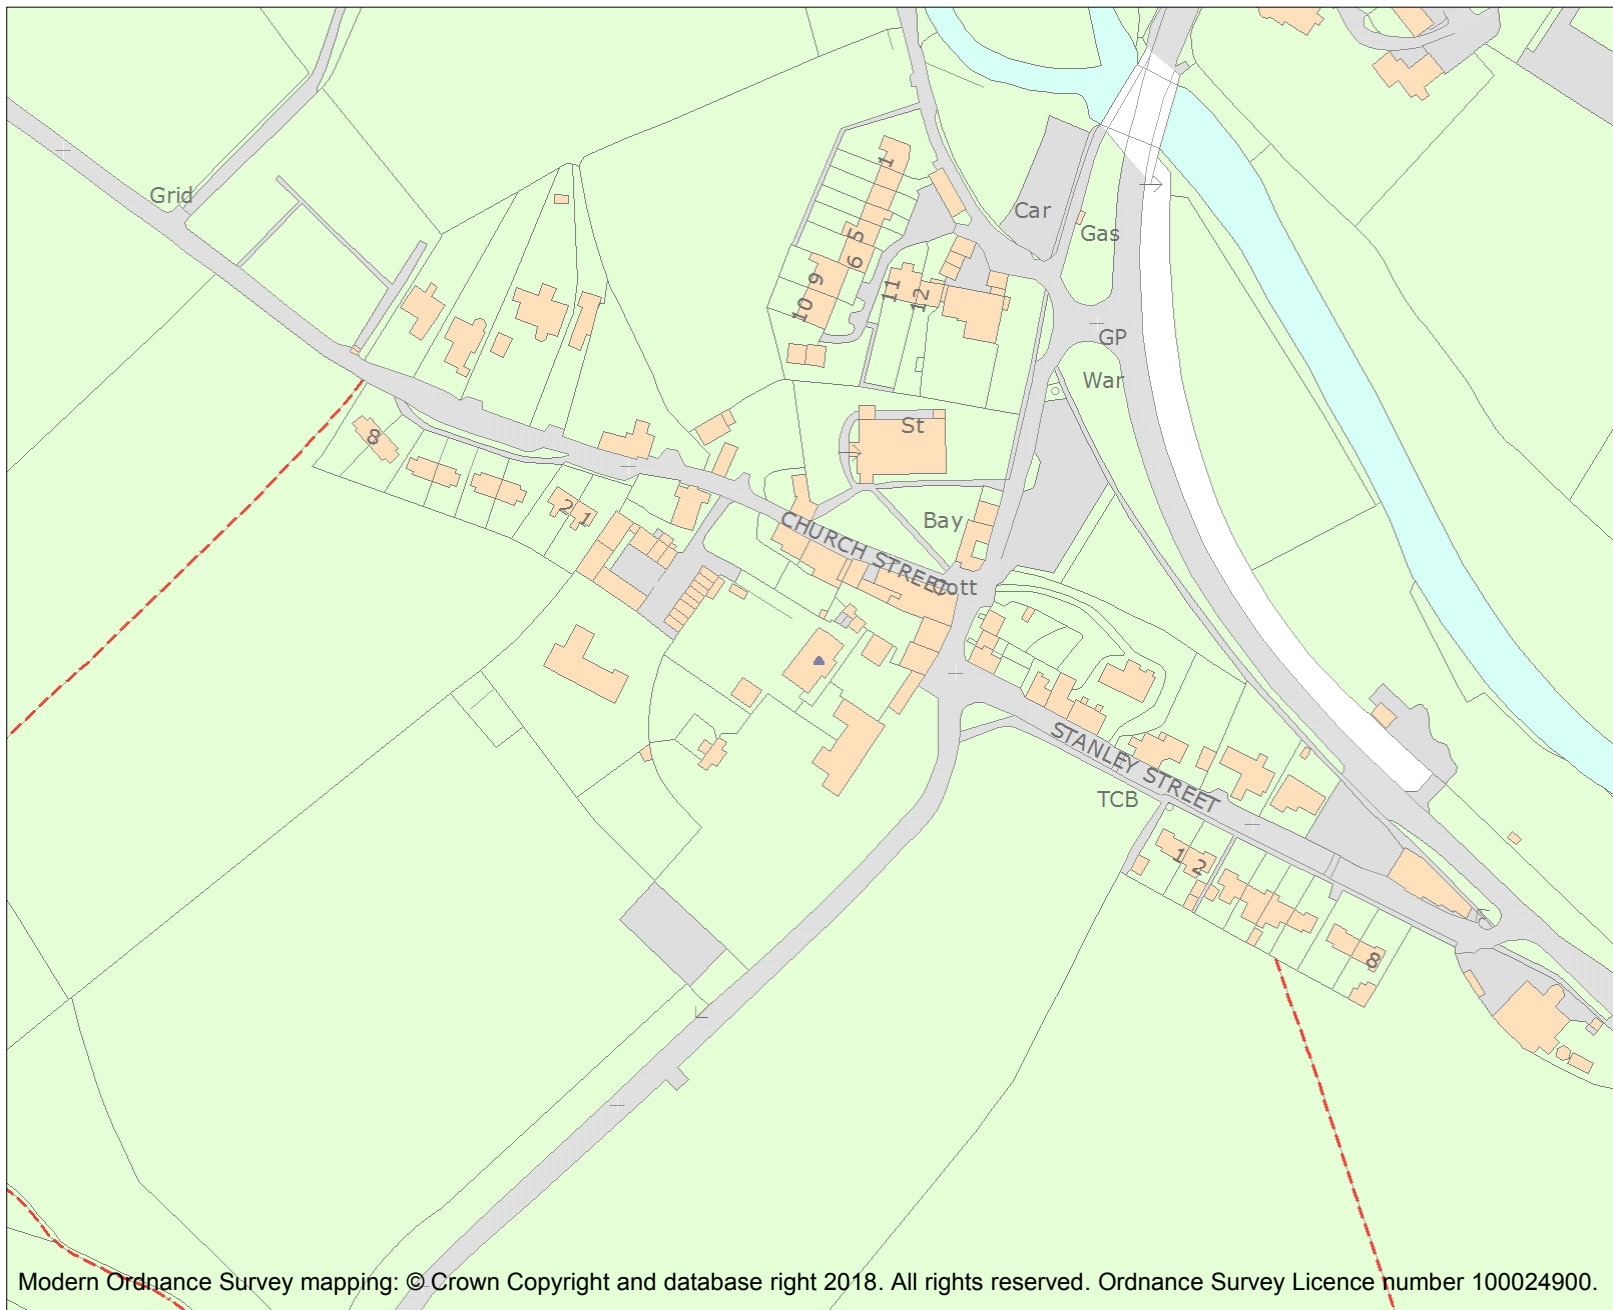 1
Grid
Car
Gas
5
6
9
11
12
10
GP
War
8
St
2 1
Bay
CHURCH STREET
Cott
STANLEY STREET
TCB
1 2
8
Modern Ordnance Survey mapping: © Crown Copyright and database right 2018. All rights reserved. Ordnance Survey Licence number 100024900.